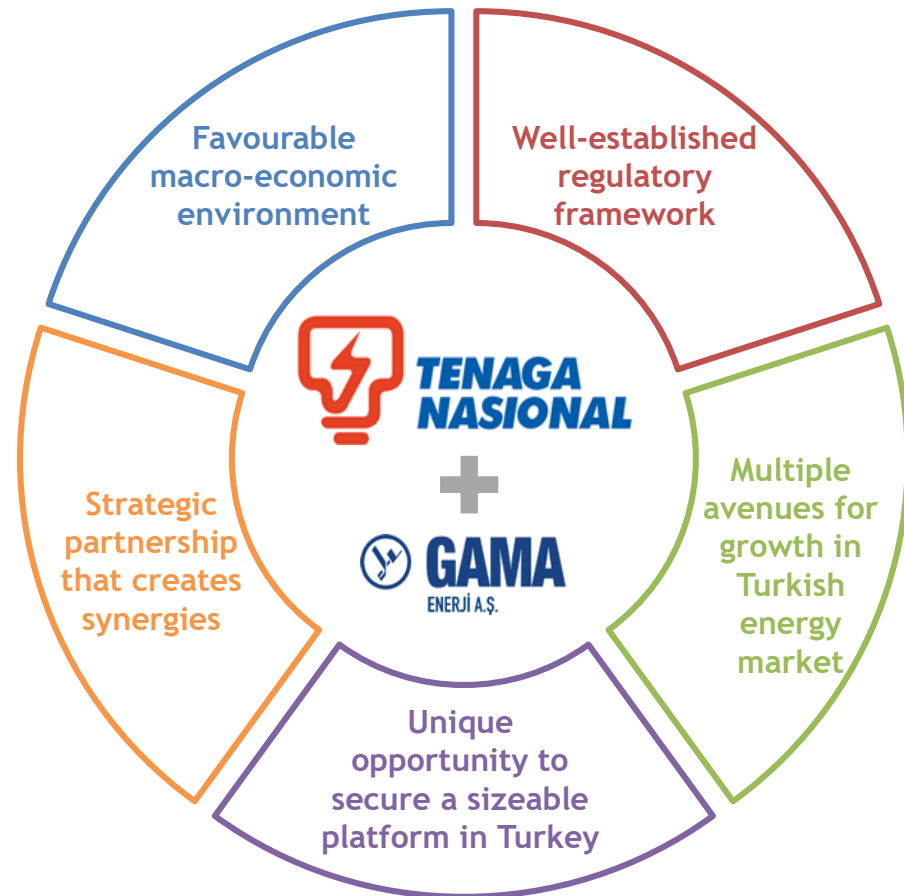 Favourable
macro-economic
environment
Well-established
regulatory
framework
TENAGA
NASIONAL
GAMA
ENERJİ A.Ş.
Strategic
partnership
that creates
synergies
Multiple
avenues for
growth in
Turkish
energy
market
Unique
opportunity to
secure a sizeable
platform in Turkey